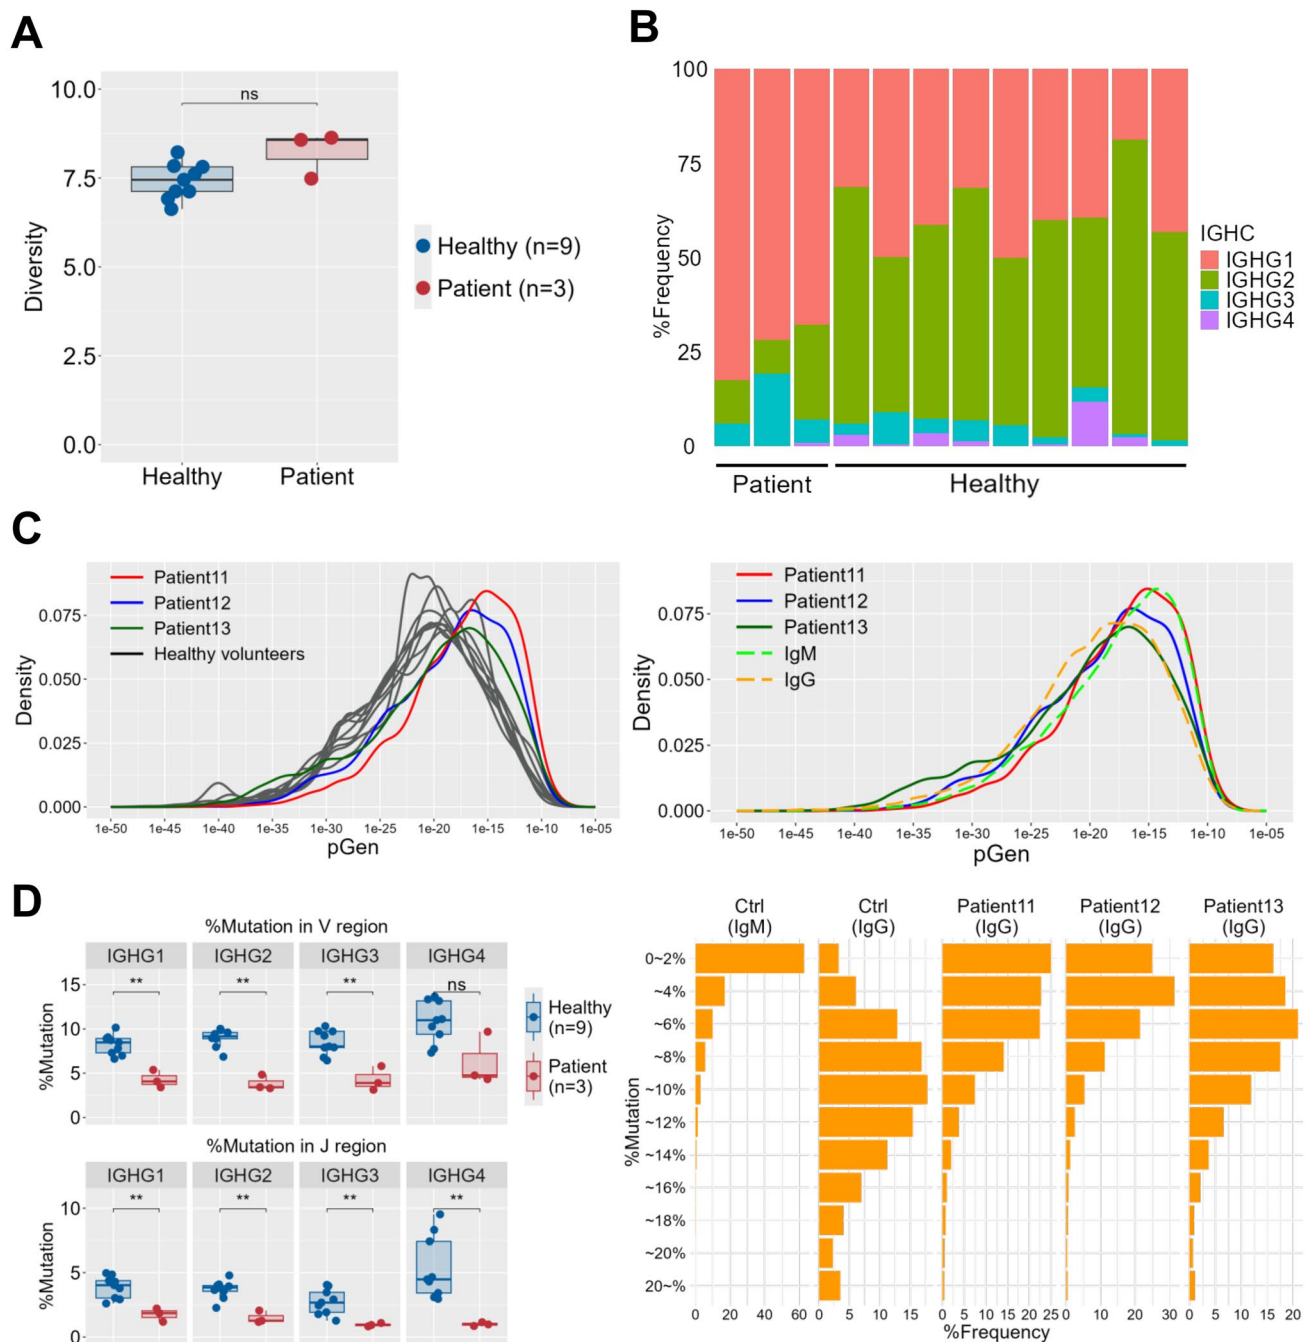 A
10.0
7.5
5.0
2.5
0.0
Diversity
ns
Healthy
Patient
Healthy (n=9)
Patient (n=3)
B
100
75
50
25
0
%Frequency
Patient
Healthy
IGHC
IGHG1
IGHG2
IGHG3
IGHG4
C
Patient11
Patient12
Patient13
Healthy volunteers
0.075
0.050
0.025
0.000
Density
1e-50 1e-45 1e-40 1e-35 1e-30 1e-25 1e-20 1e-15 1e-10 1e-05
pGen
Patient11
Patient12
Patient13
IgM
IgG
0.075
0.050
0.025
0.000
Density
1e-50 1e-45 1e-40 1e-35 1e-30 1e-25 1e-20 1e-15 1e-10 1e-05
pGen
D
%Mutation in V region
IGHG1 IGHG2 IGHG3 IGHG4
** ** ** ns
15
10
5
0
%Mutation
Healthy
(n=9)
Patient
(n=3)
%Mutation in J region
IGHG1 IGHG2 IGHG3 IGHG4
** ** ** **
10
5
0
%Mutation
Ctrl
(IgM)
Ctrl
(IgG)
Patient11
(IgG)
Patient12
(IgG)
Patient13
(IgG)
0~2%
~4%
~6%
~8%
~10%
~12%
~14%
~16%
~18%
~20%
20~%
%Mutation
0 20 40 60
0 5 10 15
0 5 10 15 20 25
0 10 20 30
0 5 10 15 20
%Frequency